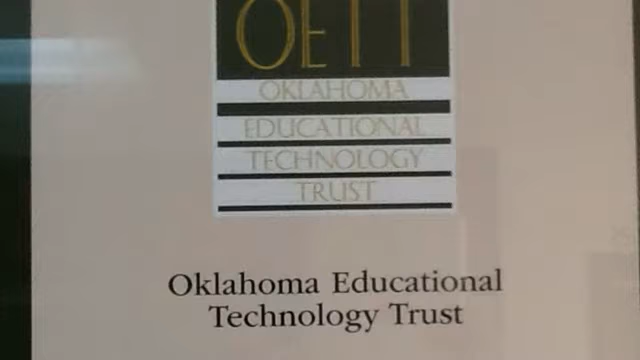 OETT
OKLAHOMA
EDUCATIONAL
TECHNOLOGY
TRUST
Oklahoma Educational
Technology Trust